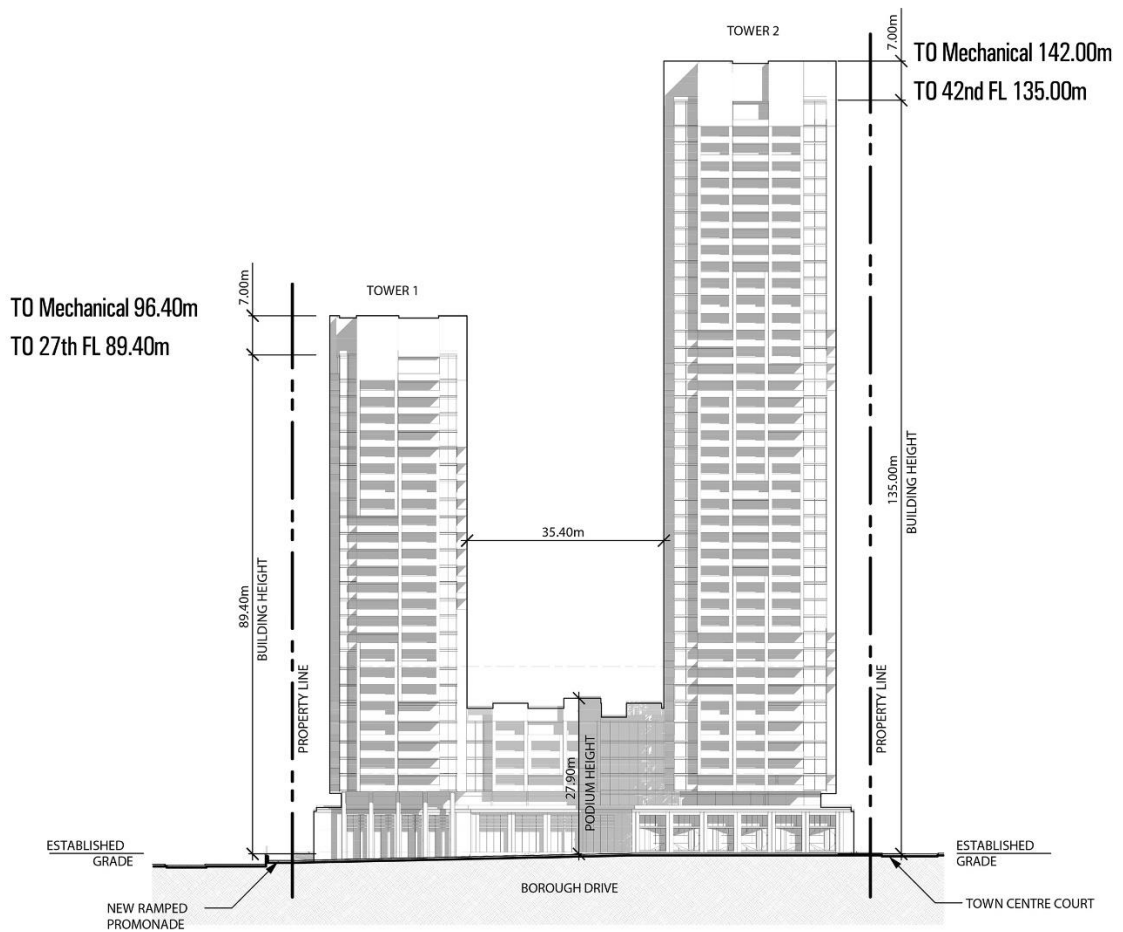 TOWER 2
7.00m
TO Mechanical 142.00m
TO 42nd FL 135.00m
7.00m
TOWER 1
TO Mechanical 96.40m
TO 27th FL 89.40m
135.00m
BUILDING HEIGHT
35.40m
89.40m
BUILDING HEIGHT
PROPERTY LINE
27.90m
PODIUM HEIGHT
PROPERTY LINE
ESTABLISHED
GRADE
ESTABLISHED
GRADE
BOROUGH DRIVE
NEW RAMPED
PROMONADE
TOWN CENTRE COURT